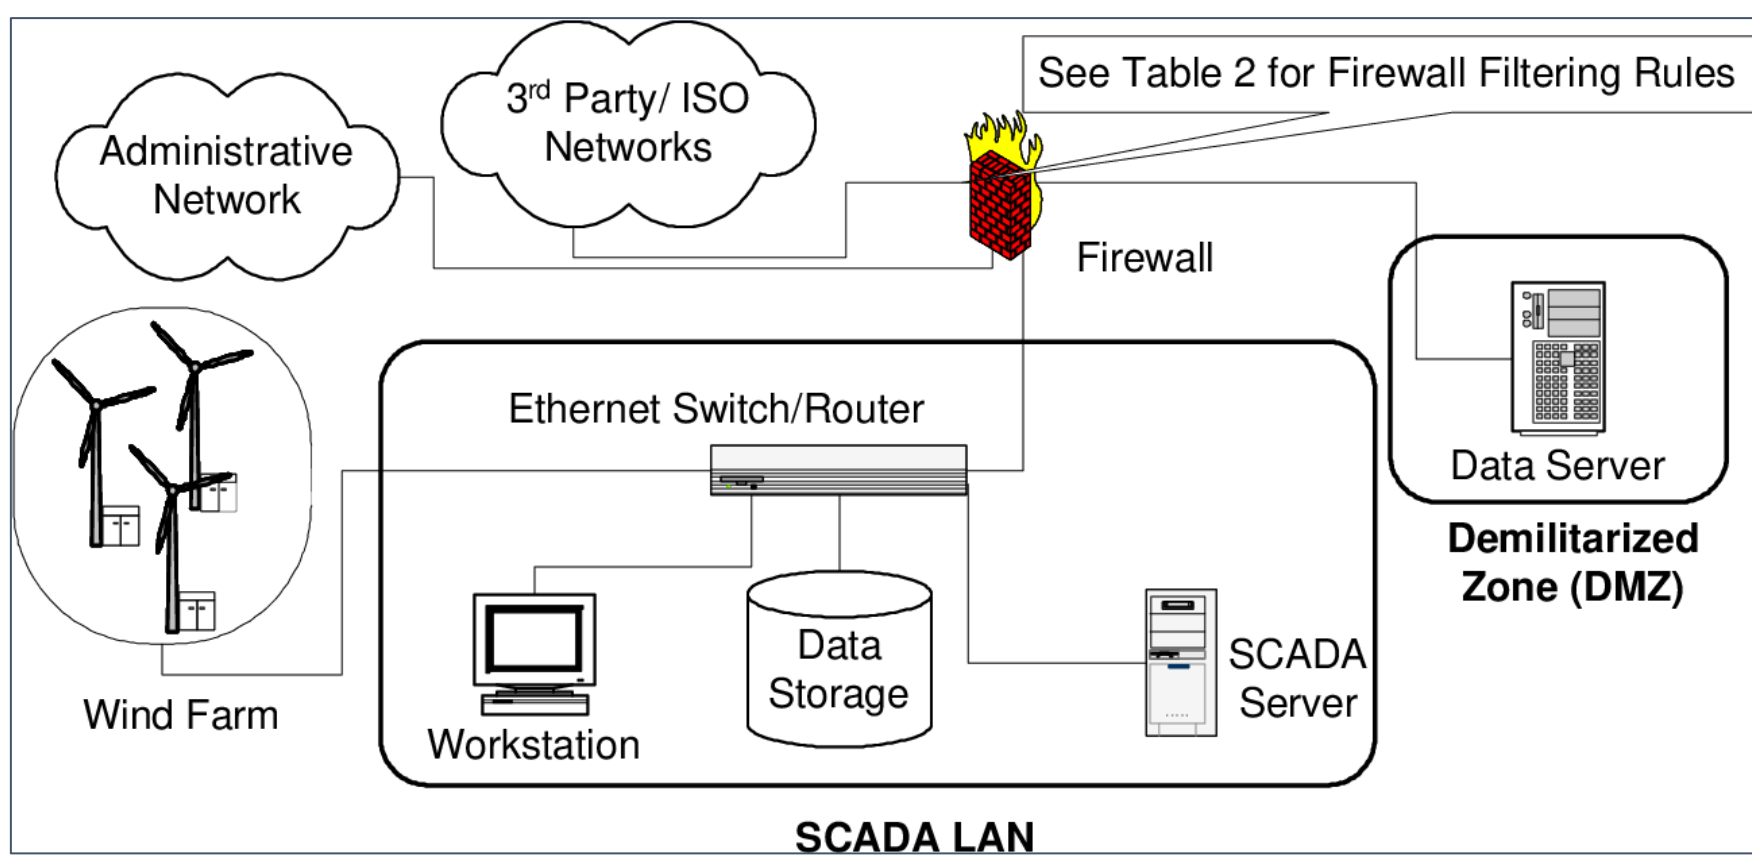 See Table 2 for Firewall Filtering Rules
3rd Party/ ISO
Networks
Administrative
Network
Firewall
Ethernet Switch/Router
Data Server
Demilitarized
Zone (DMZ)
Wind Farm
Workstation
Data
Storage
SCADA
Server
SCADA LAN